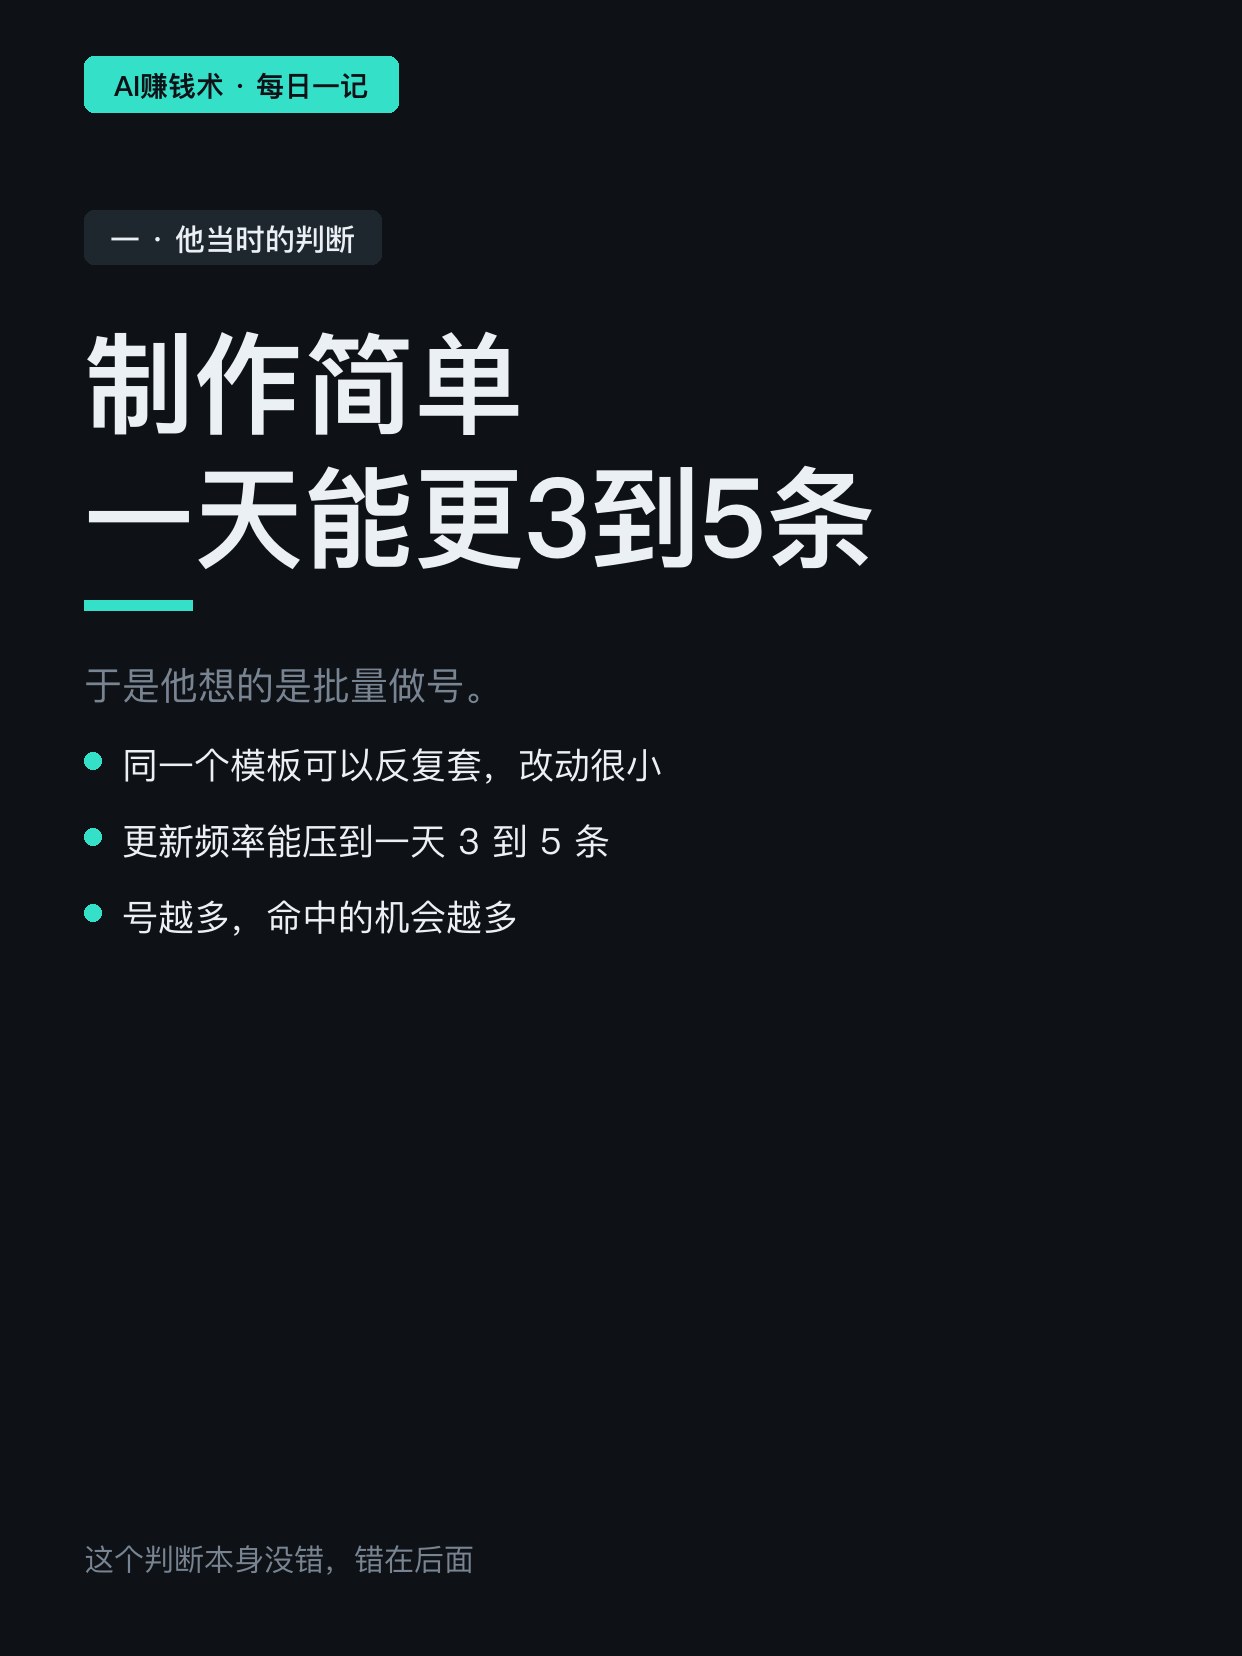 AI赚钱术 · 每日一记
一 · 他当时的判断
制作简单
一天能更3到5条
于是他想的是批量做号。
同一个模板可以反复套，改动很小
更新频率能压到一天 3 到 5 条
号越多，命中的机会越多
这个判断本身没错，错在后面